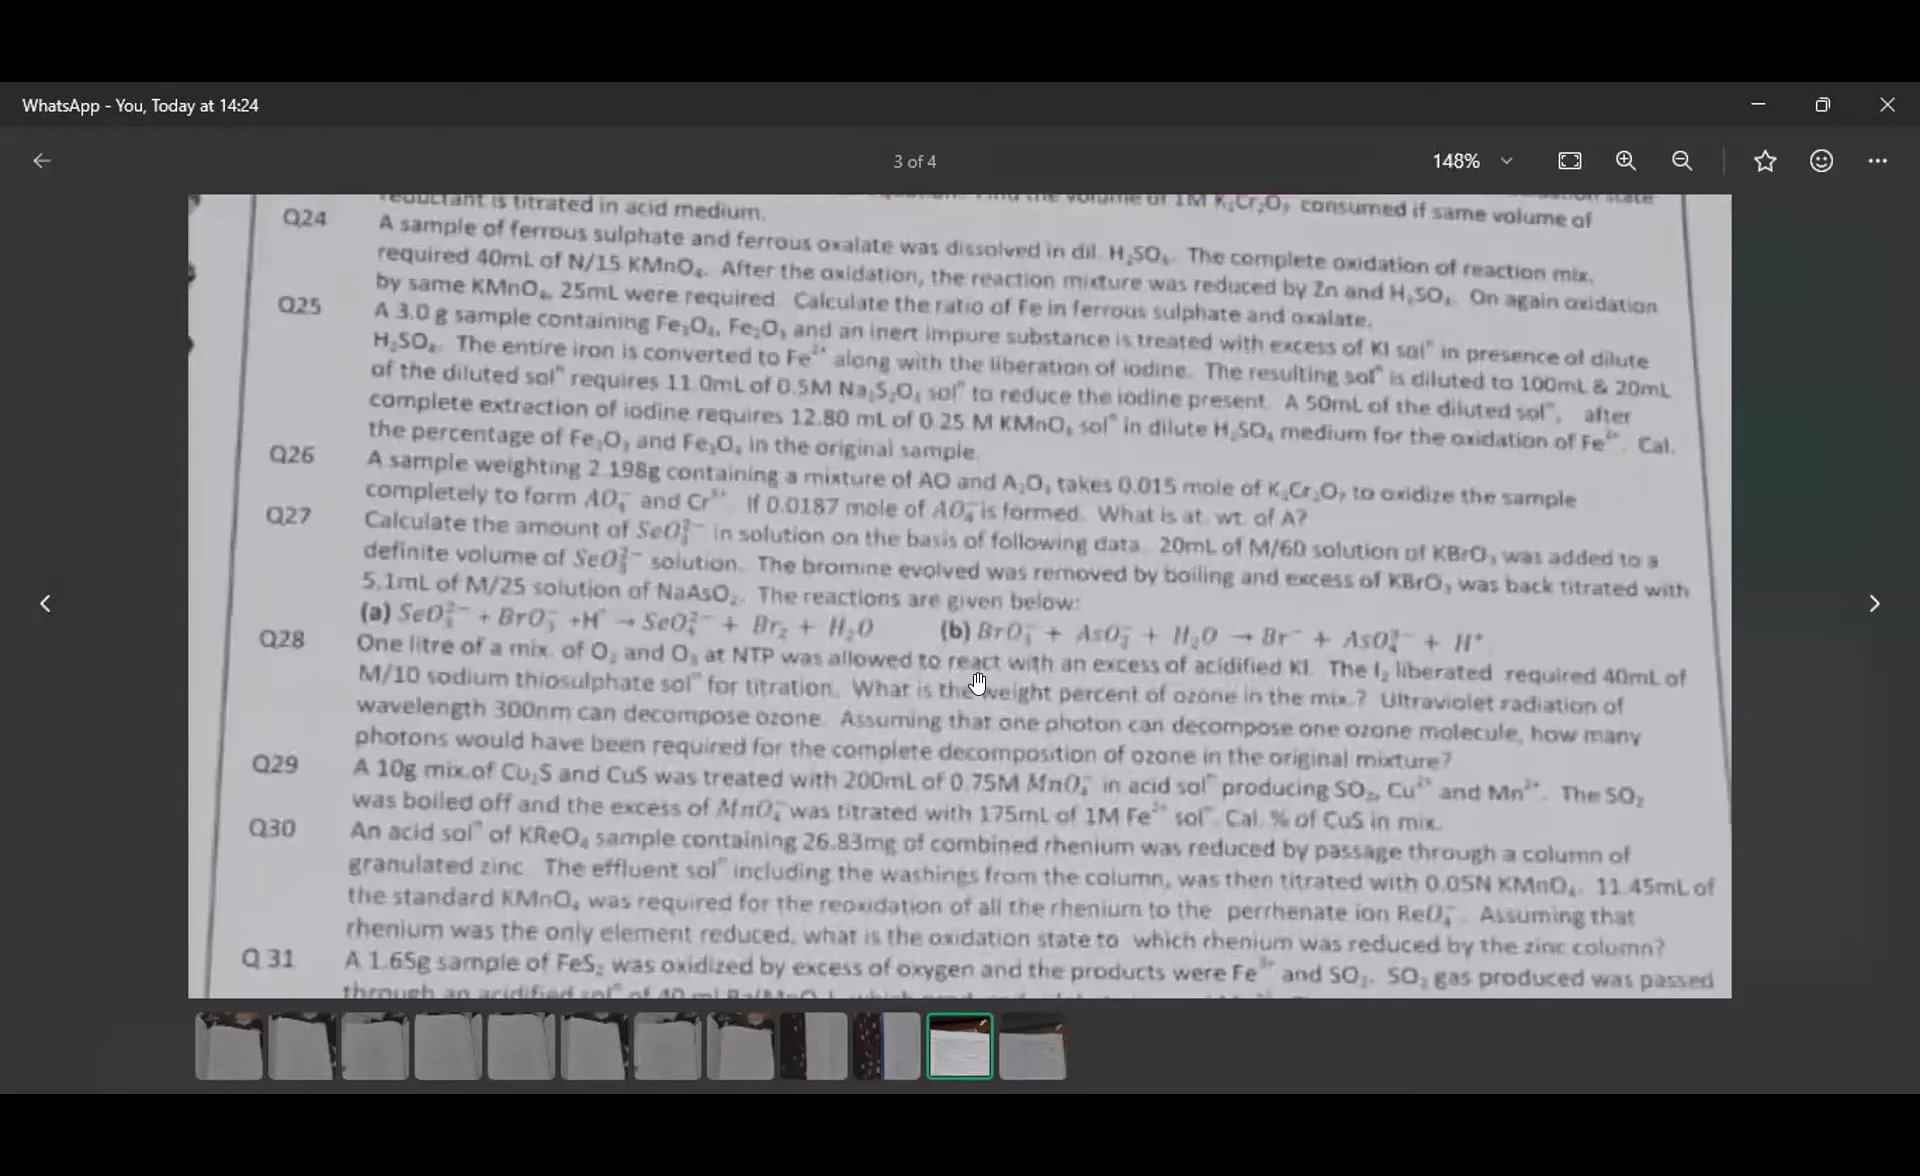 WhatsApp - You, Today at 14:24
3 of 4
148%
reductant is titrated in acid medium. volume of 1M K₂Cr₂O₇ consumed if same volume of
Q24 A sample of ferrous sulphate and ferrous oxalate was dissolved in dil. H₂SO₄. The complete oxidation of reaction mix.
required 40mL of N/15 KMnO₄. After the oxidation, the reaction mixture was reduced by Zn and H₂SO₄. On again oxidation
by same KMnO₄, 25mL were required. Calculate the ratio of Fe in ferrous sulphate and oxalate.
Q25 A 3.0 g sample containing Fe₃O₄, Fe₂O₃ and an inert impure substance is treated with excess of KI solⁿ in presence of dilute
H₂SO₄. The entire iron is converted to Fe²⁺ along with the liberation of iodine. The resulting solⁿ is diluted to 100mL & 20mL
of the diluted solⁿ requires 11.0mL of 0.5M Na₂S₂O₃ solⁿ to reduce the iodine present. A 50mL of the diluted solⁿ, after
complete extraction of iodine requires 12.80 mL of 0.25 M KMnO₄ solⁿ in dilute H₂SO₄ medium for the oxidation of Fe²⁺. Cal.
the percentage of Fe₂O₃ and Fe₃O₄ in the original sample.
Q26 A sample weighting 2.198g containing a mixture of AO and A₂O₃ takes 0.015 mole of K₂Cr₂O₇ to oxidize the sample
completely to form AO₄⁻ and Cr³⁺. If 0.0187 mole of AO₄⁻ is formed. What is at. wt. of A?
Q27 Calculate the amount of SeO₃²⁻ in solution on the basis of following data. 20mL of M/60 solution of KBrO₃ was added to a
definite volume of SeO₃²⁻ solution. The bromine evolved was removed by boiling and excess of KBrO₃ was back titrated with
5.1mL of M/25 solution of NaAsO₂. The reactions are given below:
(a) SeO₃²⁻ + BrO₃⁻ + H⁺ → SeO₄²⁻ + Br₂ + H₂O (b) BrO₃⁻ + AsO₂⁻ + H₂O → Br⁻ + AsO₄³⁻ + H⁺
Q28 One litre of a mix. of O₂ and O₃ at NTP was allowed to react with an excess of acidified KI. The I₂ liberated required 40mL of
M/10 sodium thiosulphate solⁿ for titration. What is the weight percent of ozone in the mix.? Ultraviolet radiation of
wavelength 300nm can decompose ozone. Assuming that one photon can decompose one ozone molecule, how many
photons would have been required for the complete decomposition of ozone in the original mixture?
Q29 A 10g mix.of Cu₂S and CuS was treated with 200mL of 0.75M MnO₄⁻ in acid solⁿ producing SO₂, Cu²⁺ and Mn²⁺. The SO₂
was boiled off and the excess of MnO₄⁻ was titrated with 175mL of 1M Fe²⁺ solⁿ. Cal. % of CuS in mix.
Q30 An acid solⁿ of KReO₄ sample containing 26.83mg of combined rhenium was reduced by passage through a column of
granulated zinc. The effluent solⁿ including the washings from the column, was then titrated with 0.05N KMnO₄. 11.45mL of
the standard KMnO₄ was required for the reoxidation of all the rhenium to the perrhenate ion ReO₄⁻. Assuming that
rhenium was the only element reduced, what is the oxidation state to which rhenium was reduced by the zinc column?
Q 31 A 1.65g sample of FeS₂ was oxidized by excess of oxygen and the products were Fe³⁺ and SO₂. SO₂ gas produced was passed
through an acidified solⁿ of 40 ml